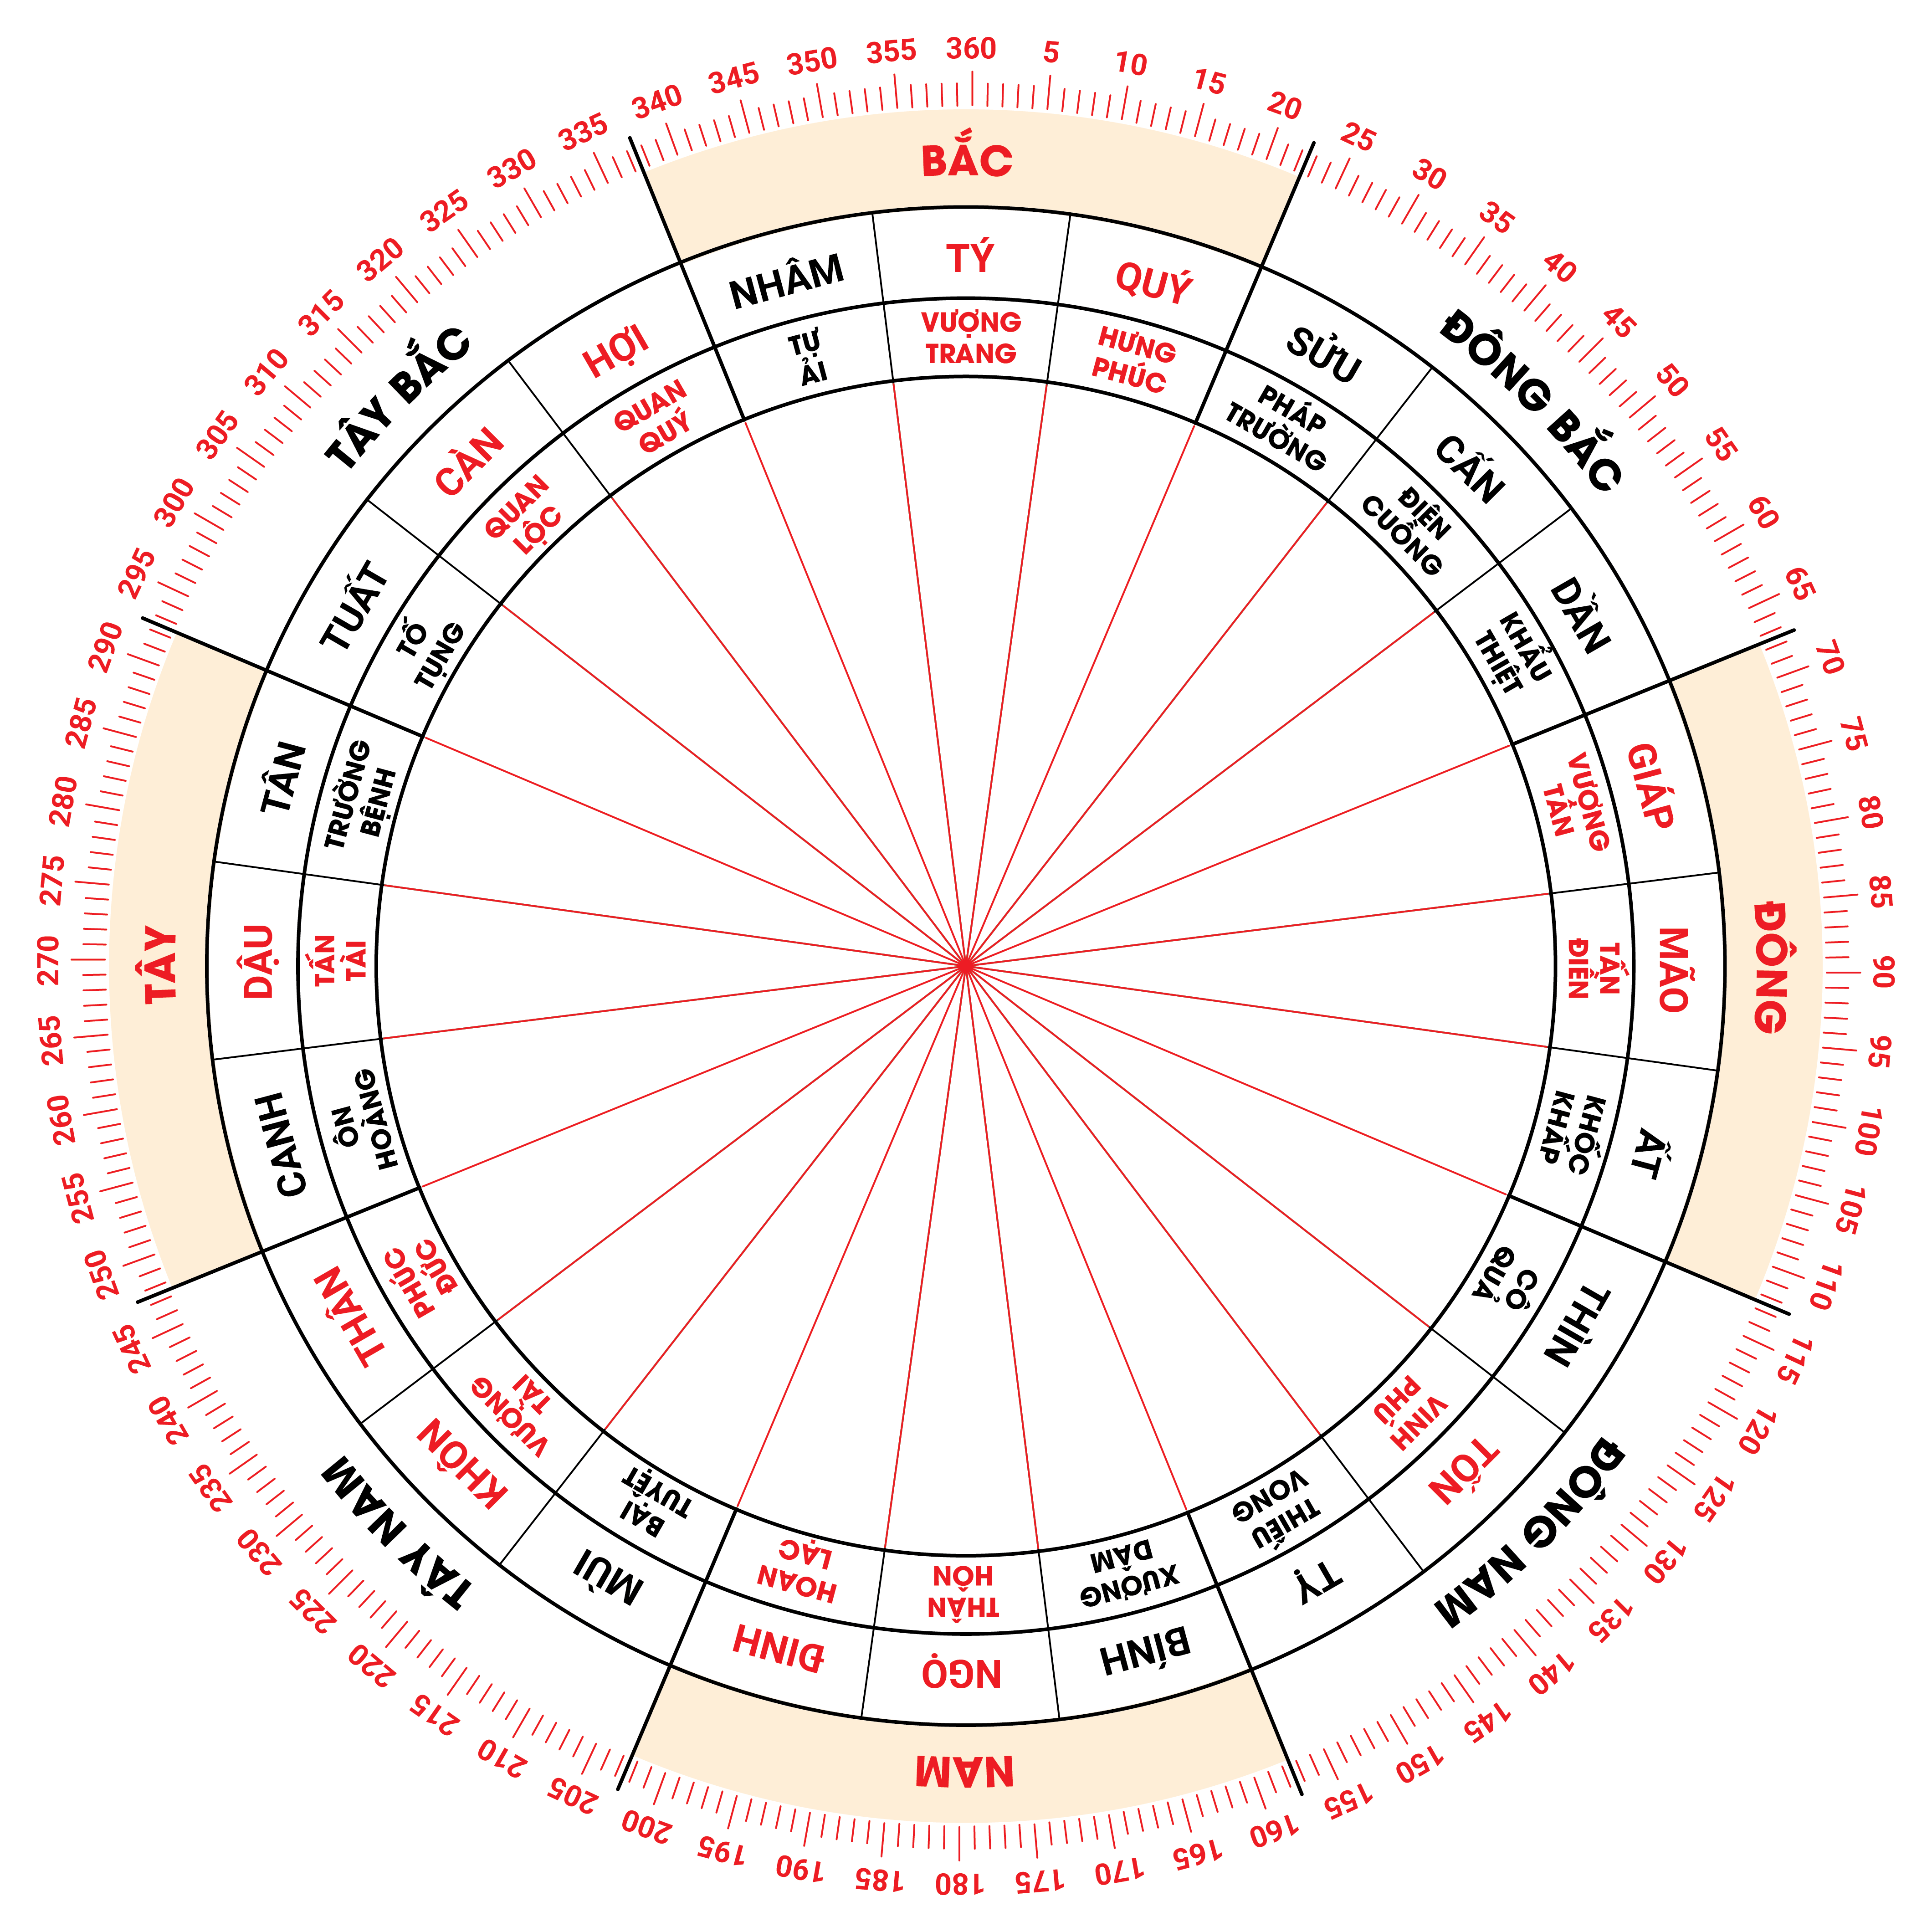 360
5
10
15
20
25
30
35
40
45
50
55
60
65
70
75
80
85
90
95
100
105
110
115
120
125
130
135
140
145
150
155
160
165
170
175
180
185
190
195
200
205
210
215
220
225
230
235
240
245
250
255
260
265
270
275
280
285
290
295
300
305
310
315
320
325
330
335
340
345
350
355
BẮC
ĐÔNG BẮC
ĐÔNG
ĐÔNG NAM
NAM
TÂY NAM
TÂY
TÂY BẮC
NHÂM
TÝ
QUÝ
SỬU
CẤN
DẦN
GIÁP
MÃO
ẤT
THÌN
TỐN
TỴ
BÍNH
NGỌ
ĐINH
MÙI
KHÔN
THÂN
CANH
DẬU
TÂN
TUẤT
CÀN
HỢI
TỰ
ẢI
VƯỢNG
TRANG
HƯNG
PHÚC
PHÁP
TRƯỜNG
ĐIÊN
CUỒNG
KHẨU
THIỆT
VƯỢNG
TẦN
TẤN
ĐIỀN
KHỐC
KHẤP
CÔ
QUẢ
VINH
PHÚ
THIẾU
VONG
XƯỚNG
DÂM
THÂN
HÔN
HOAN
LẠC
BẠI
TUYỆT
VƯỢNG
TÀI
PHÚC
ĐỨC
ÔN
HOÀNG
TẤN
TÀI
TRƯỜNG
BỆNH
TỐ
TỤNG
QUAN
LỘC
QUAN
QUÝ